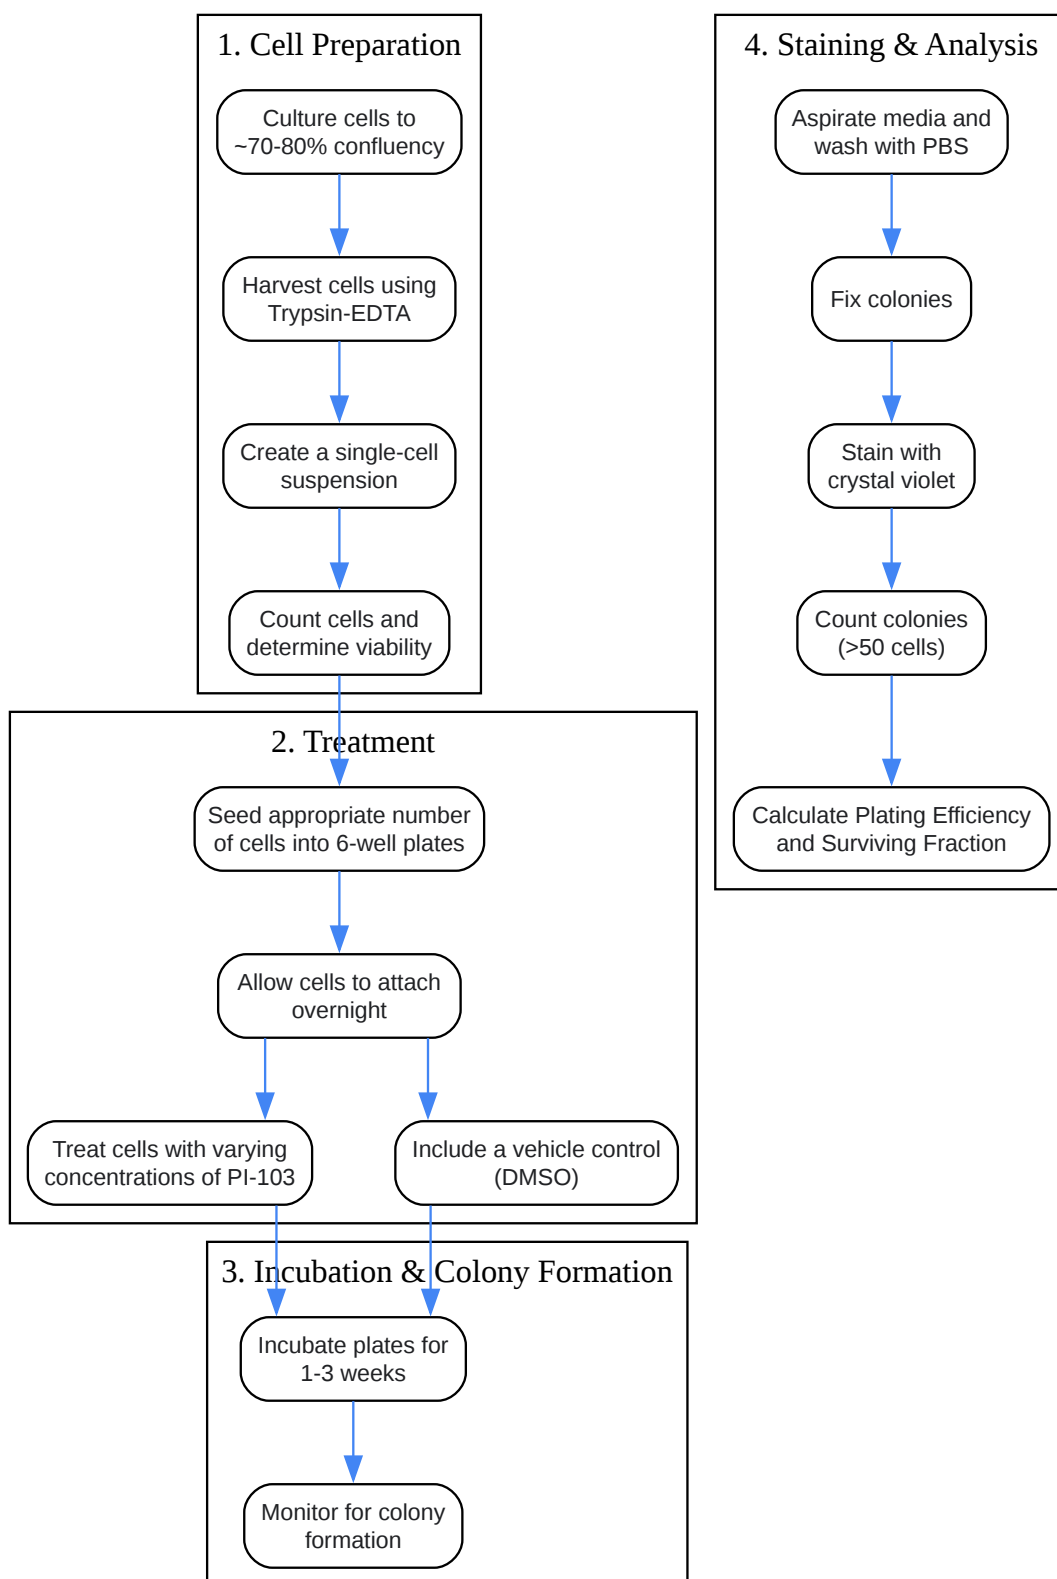 1. Cell Preparation
Culture cells to
~70-80% confluency
Harvest cells using
Trypsin-EDTA
Create a single-cell
suspension
Count cells and
determine viability
2. Treatment
Seed appropriate number
of cells into 6-well plates
Allow cells to attach
overnight
Treat cells with varying
concentrations of PI-103
Include a vehicle control
(DMSO)
3. Incubation & Colony Formation
Incubate plates for
1-3 weeks
Monitor for colony
formation
4. Staining & Analysis
Aspirate media and
wash with PBS
Fix colonies
Stain with
crystal violet
Count colonies
(>50 cells)
Calculate Plating Efficiency
and Surviving Fraction